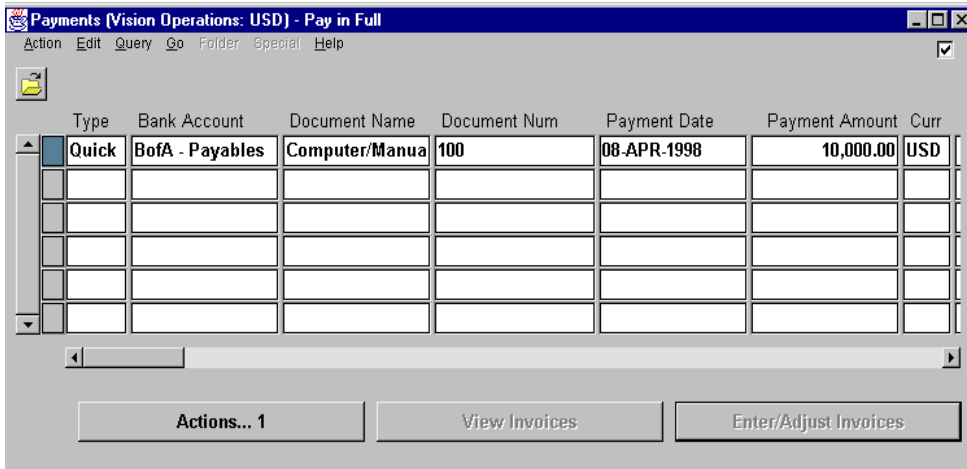 Payments (Vision Operations: USD) - Pay in Full
Action Edit Query Go Folder Special Help
Type Bank Account Document Name Document Num Payment Date Payment Amount Curr
Quick BofA - Payables Computer/Manua 100 08-APR-1998 10,000.00 USD
Actions... 1 View Invoices Enter/Adjust Invoices